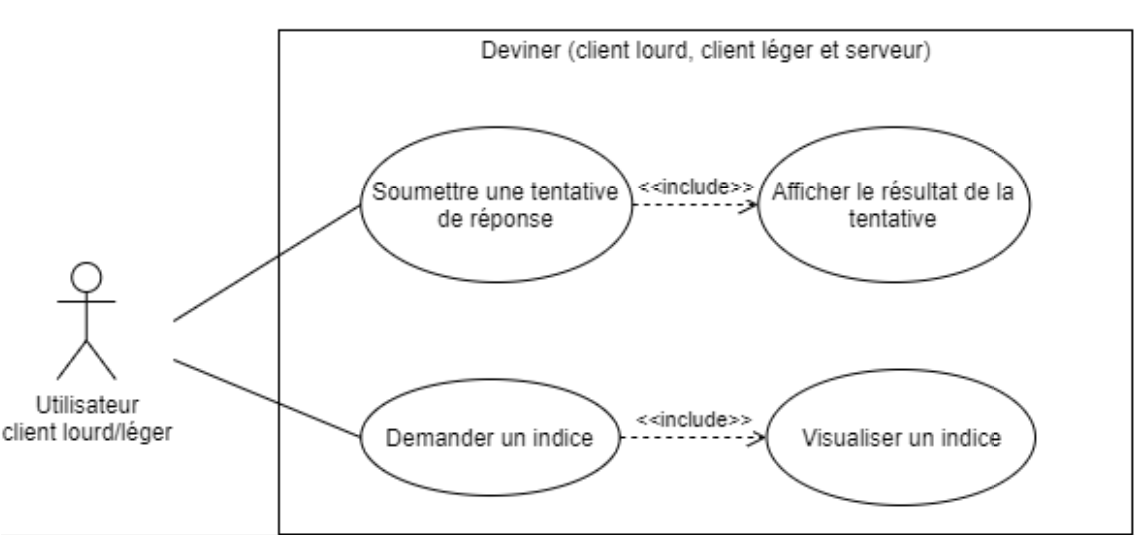 Deviner (client lourd, client léger et serveur)
Soumettre une tentative
de réponse
<<include>>
Afficher le résultat de la
tentative
Utilisateur
client lourd/léger
Demander un indice
<<include>>
Visualiser un indice